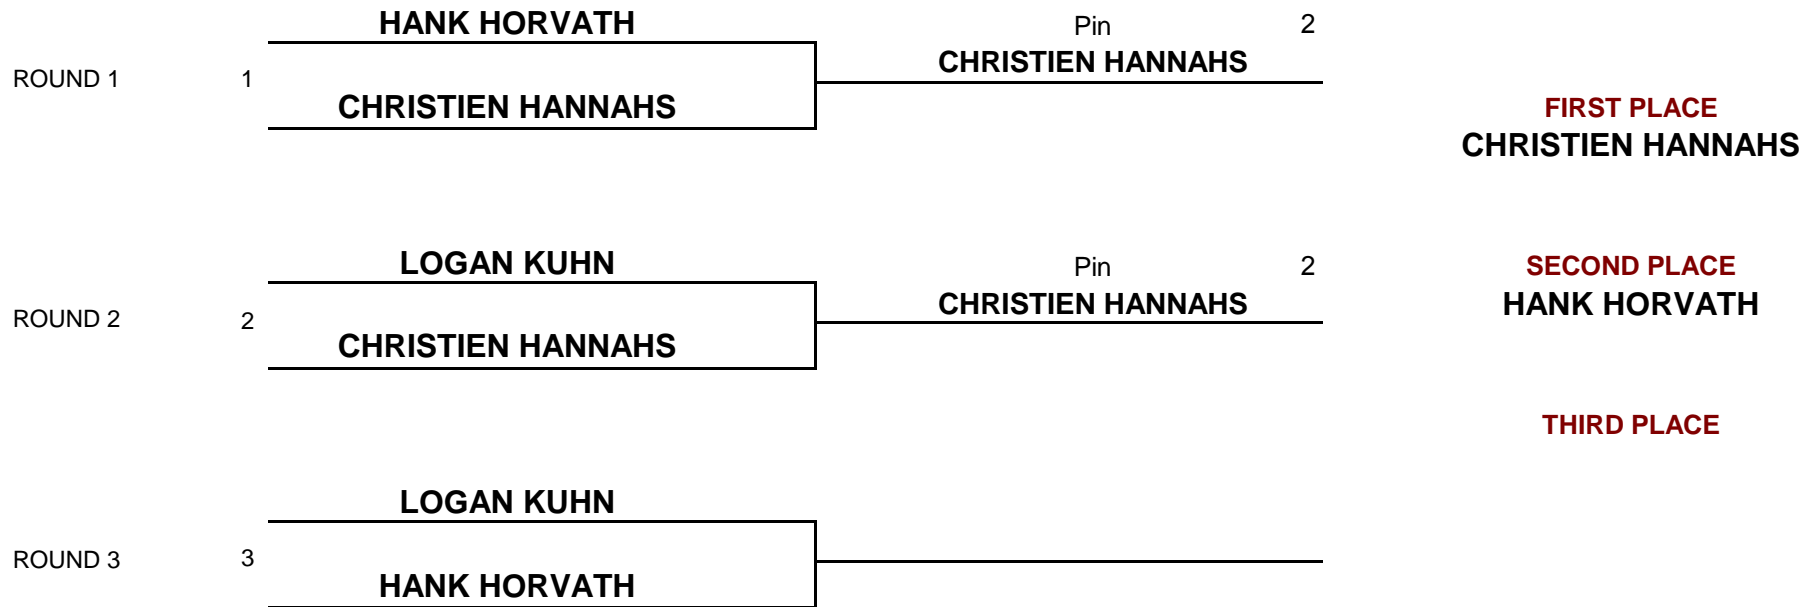 HANK HORVATH
Pin 2
CHRISTIEN HANNAHS
ROUND 1 1
CHRISTIEN HANNAHS
FIRST PLACE
CHRISTIEN HANNAHS
LOGAN KUHN
Pin 2
SECOND PLACE
CHRISTIEN HANNAHS
HANK HORVATH
ROUND 2 2
CHRISTIEN HANNAHS
THIRD PLACE
LOGAN KUHN
ROUND 3 3
HANK HORVATH